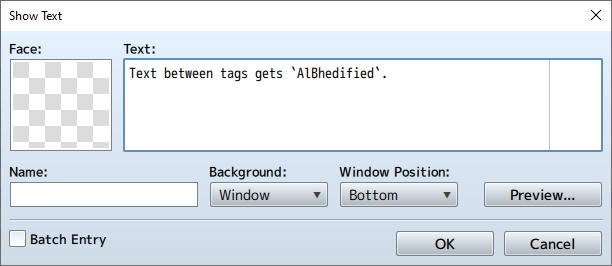 Show Text
Face:
Text:
Text between tags gets `AlBhedified`.
Name:
Background:
Window Position:
Window
Bottom
Preview...
Batch Entry
OK
Cancel